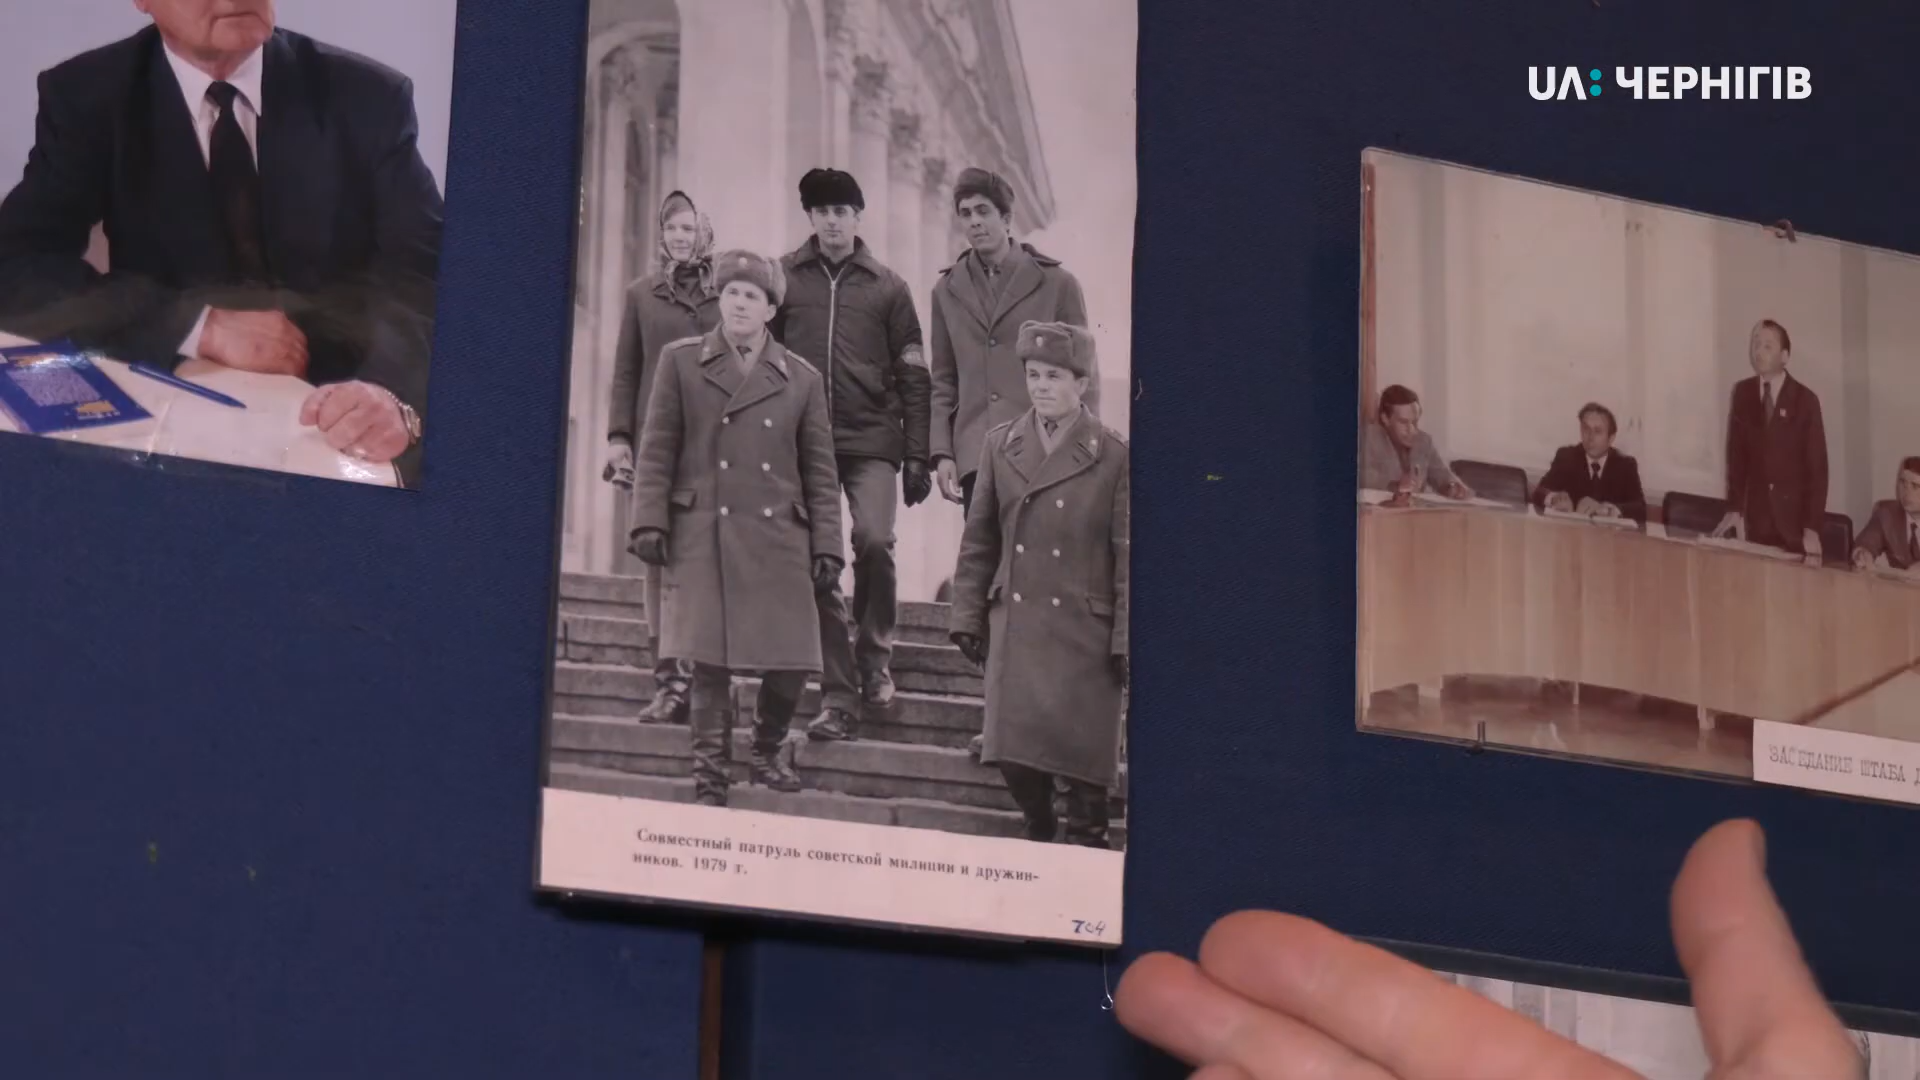 UA: ЧЕРНІГІВ
Совместный патруль советской милиции и дружин-
ников. 1979 г.
704
ЗАСЕДАНИЕ ШТАБА